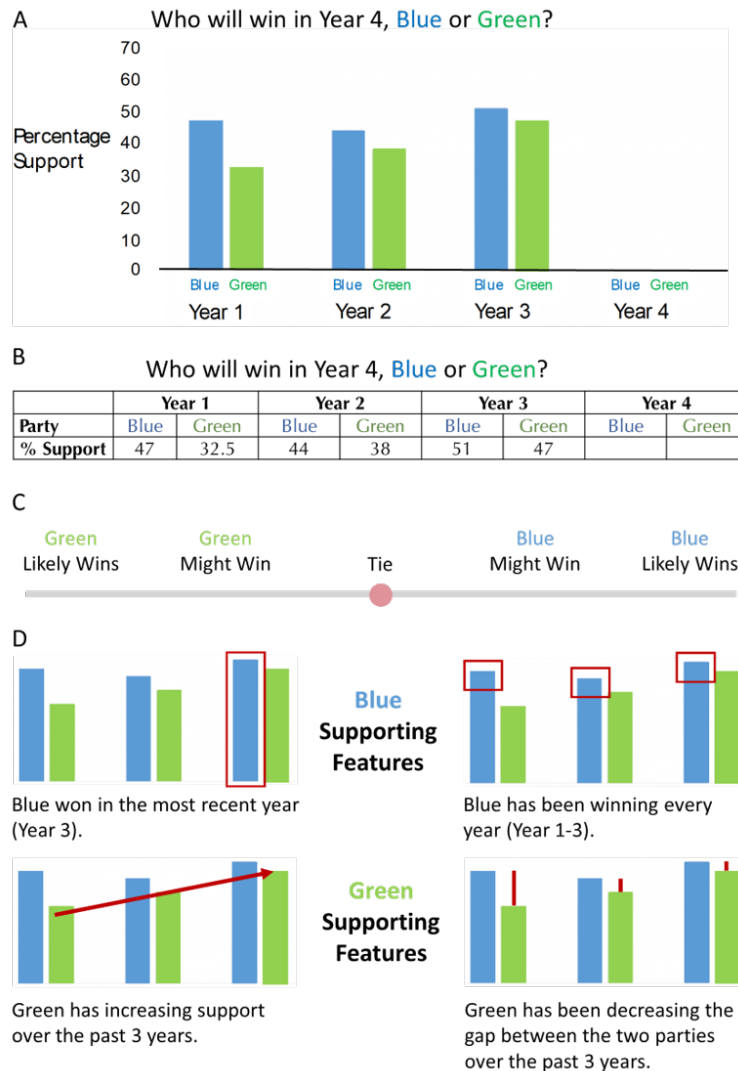 A
Who will win in Year 4, Blue or Green?
70
60
50
40
30
20
10
0
Percentage
Support
Blue Green Blue Green Blue Green Blue Green
Year 1 Year 2 Year 3 Year 4
B
Who will win in Year 4, Blue or Green?
Year 1 Year 2 Year 3 Year 4
Party Blue Green Blue Green Blue Green Blue Green
% Support 47 32.5 44 38 51 47
C
Green Green Blue Blue
Likely Wins Might Win Tie Might Win Likely Wins
D
Blue
Supporting
Features
Blue won in the most recent year
(Year 3).
Blue has been winning every
year (Year 1-3).
Green
Supporting
Features
Green has increasing support
over the past 3 years.
Green has been decreasing the
gap between the two parties
over the past 3 years.